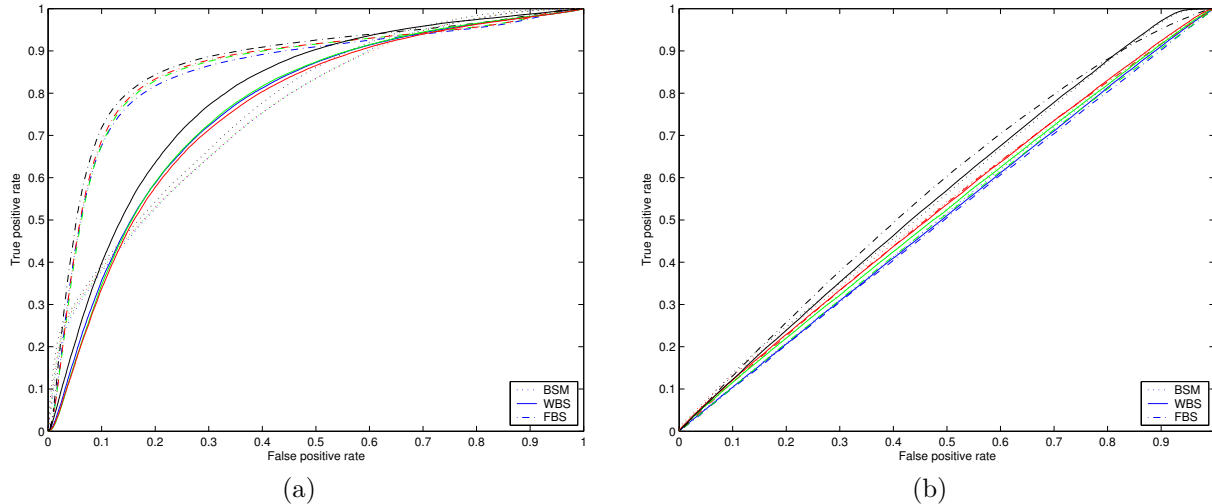 1
0.9
0.8
0.7
0.6
0.5
0.4
0.3
0.2
0.1
0
True positive rate
0 0.1 0.2 0.3 0.4 0.5 0.6 0.7 0.8 0.9 1
False positive rate
BSM
WBS
FBS
(a)
1
0.9
0.8
0.7
0.6
0.5
0.4
0.3
0.2
0.1
0
True positive rate
0 0.1 0.2 0.3 0.4 0.5 0.6 0.7 0.8 0.9
False positive rate
BSM
WBS
FBS
(b)